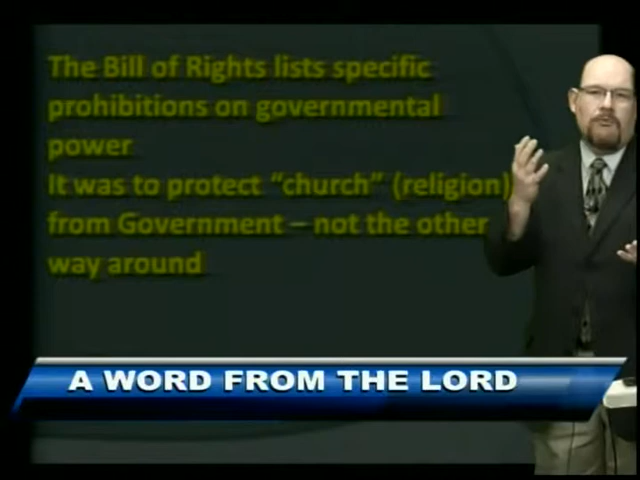 The Bill of Rights lists specific
prohibitions on governmental
power
It was to protect “church” (religion)
from Government – not the other
way around
A WORD FROM THE LORD